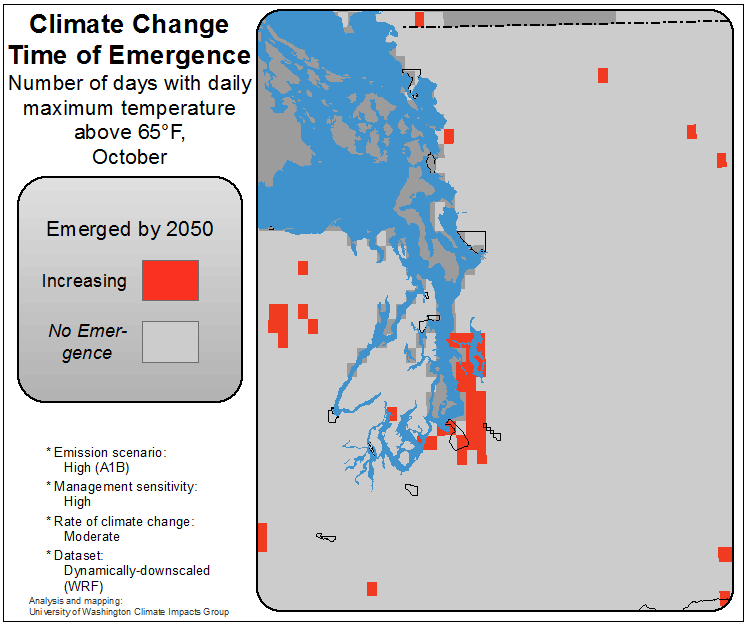 Climate Change
Time of Emergence
Number of days with daily
maximum temperature
above 65°F,
October
Emerged by 2050
Increasing
No Emer-
gence
* Emission scenario:
High (A1B)
* Management sensitivity:
High
* Rate of climate change:
Moderate
* Dataset:
Dynamically-downscaled
(WRF)
Analysis and mapping:
University of Washington Climate Impacts Group